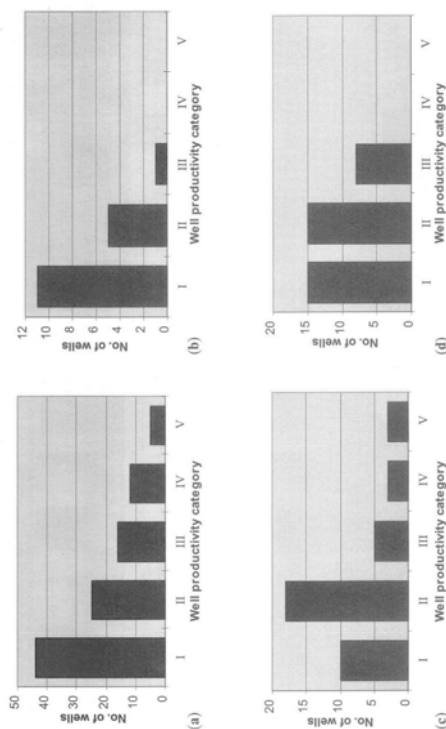 50
40
30
20
10
0
No. of wells
I II III IV V
Well productivity category
(a)
12
10
8
6
4
2
0
No. of wells
I II III IV V
Well productivity category
(b)
20
15
10
5
0
No. of wells
I II III IV V
Well productivity category
(c)
20
15
10
5
0
No. of wells
I II III IV V
Well productivity category
(d)